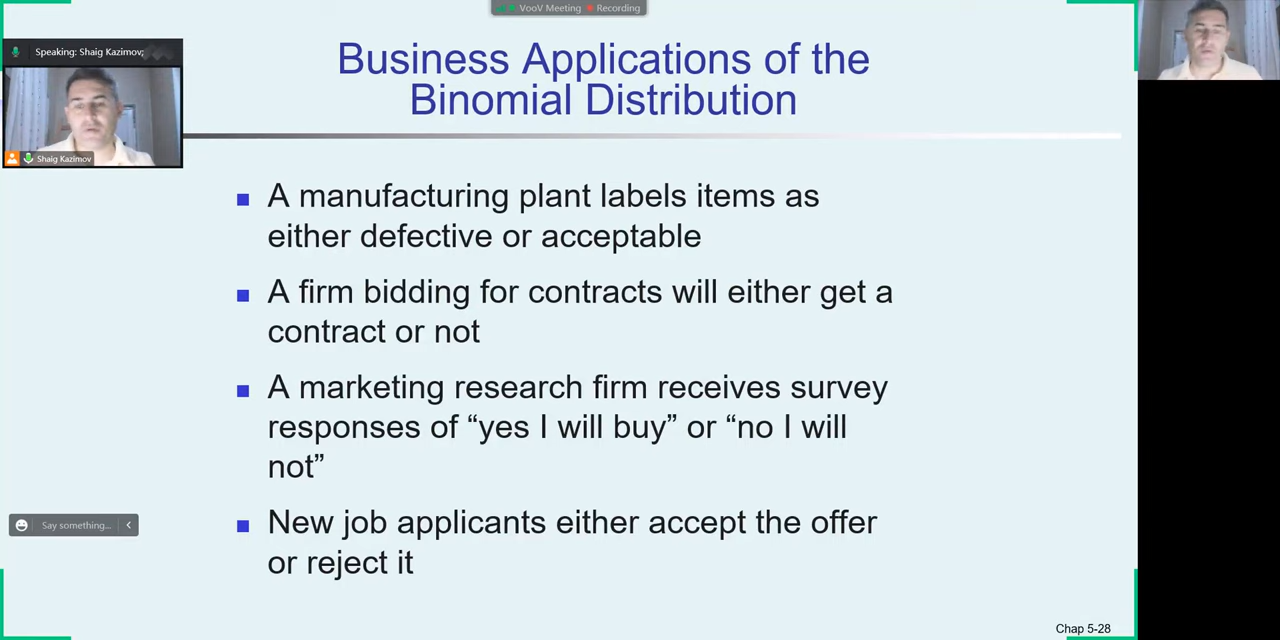 VooV Meeting Recording
Speaking: Shaig Kazimov;
Shaig Kazimov
Business Applications of the
Binomial Distribution
A manufacturing plant labels items as
either defective or acceptable
A firm bidding for contracts will either get a
contract or not
A marketing research firm receives survey
responses of “yes I will buy” or “no I will
not”
Say something...
New job applicants either accept the offer
or reject it
Chap 5-28